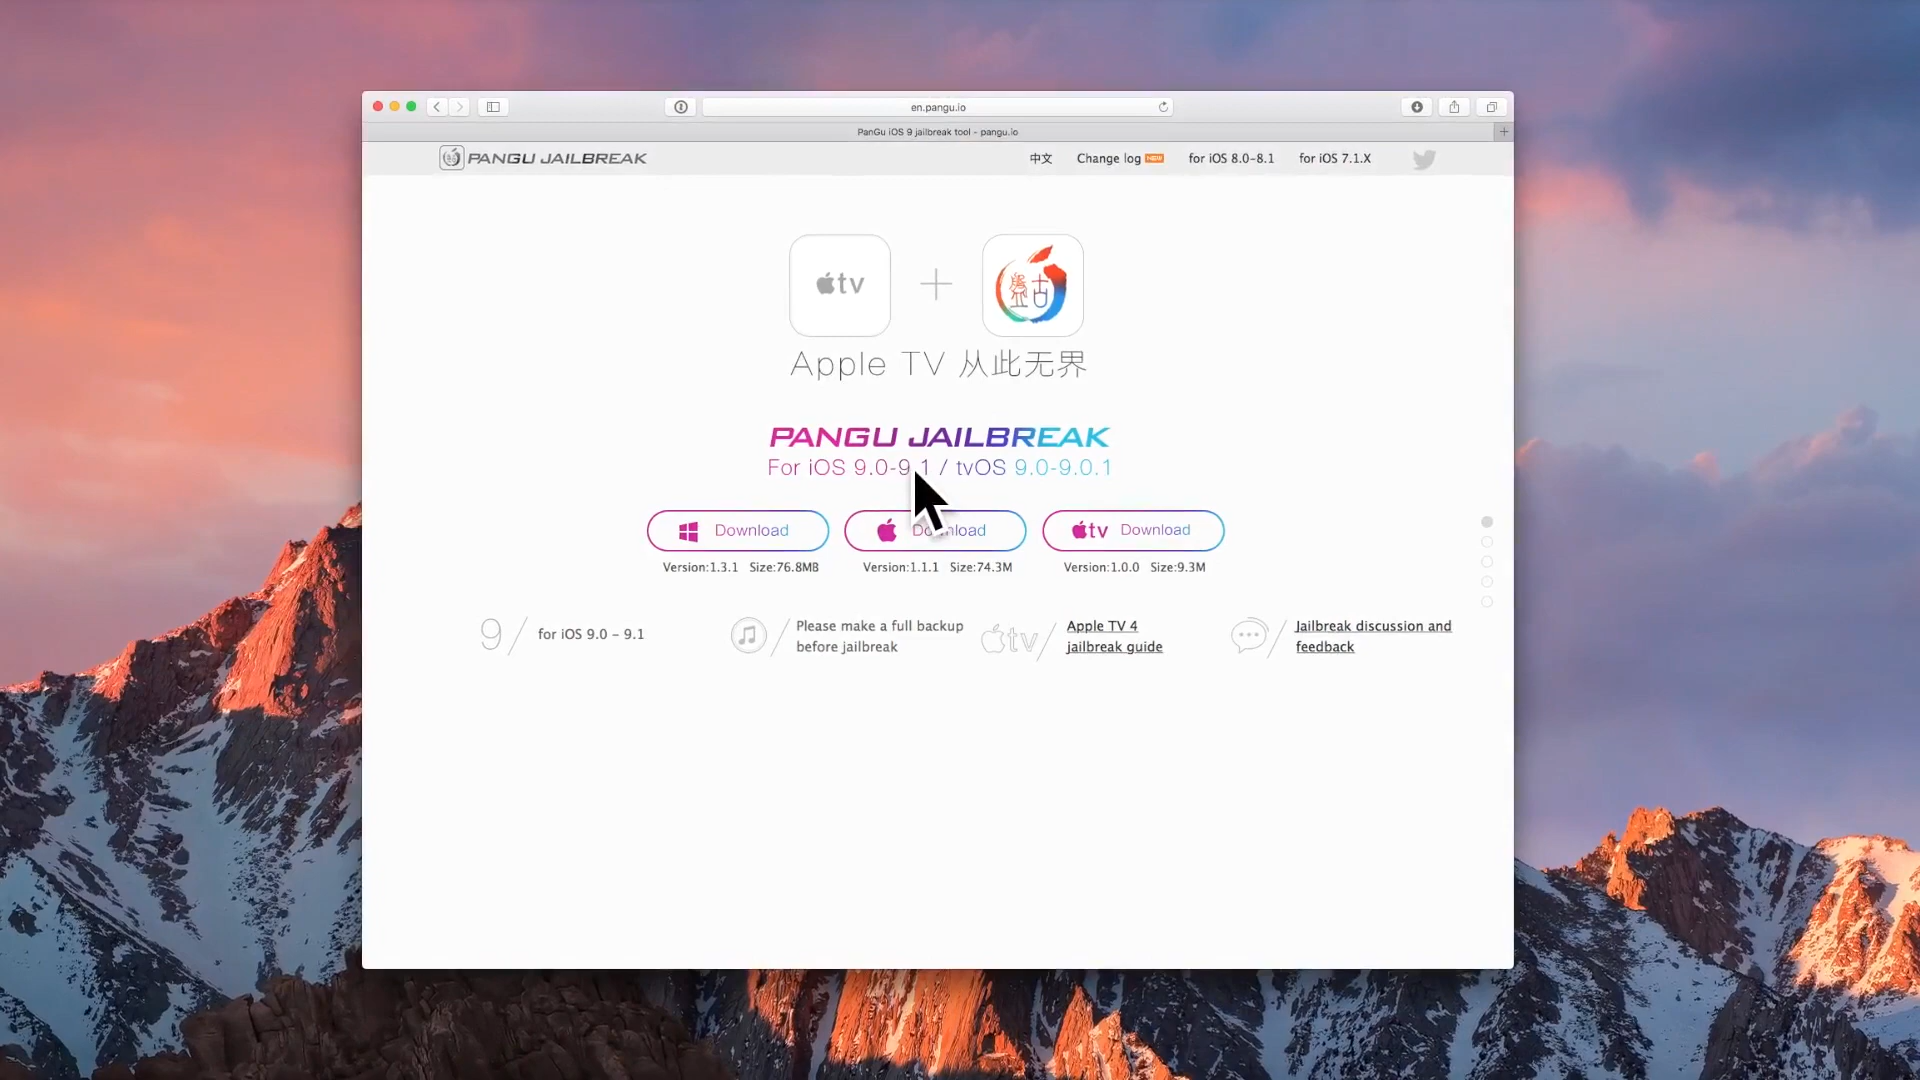 en.pangu.io
PanGu iOS 9 jailbreak tool - pangu.io
PANGU JAILBREAK
中文
Change log NEW
for iOS 8.0-8.1
for iOS 7.1.X
tv
盘古
Apple TV 从此无界
PANGU JAILBREAK
For iOS 9.0-9.1 / tvOS 9.0-9.0.1
Download
Download
tv Download
Version:1.3.1 Size:76.8MB
Version:1.1.1 Size:74.3M
Version:1.0.0 Size:9.3M
9
for iOS 9.0 – 9.1
Please make a full backup
before jailbreak
tv
Apple TV 4
jailbreak guide
Jailbreak discussion and
feedback